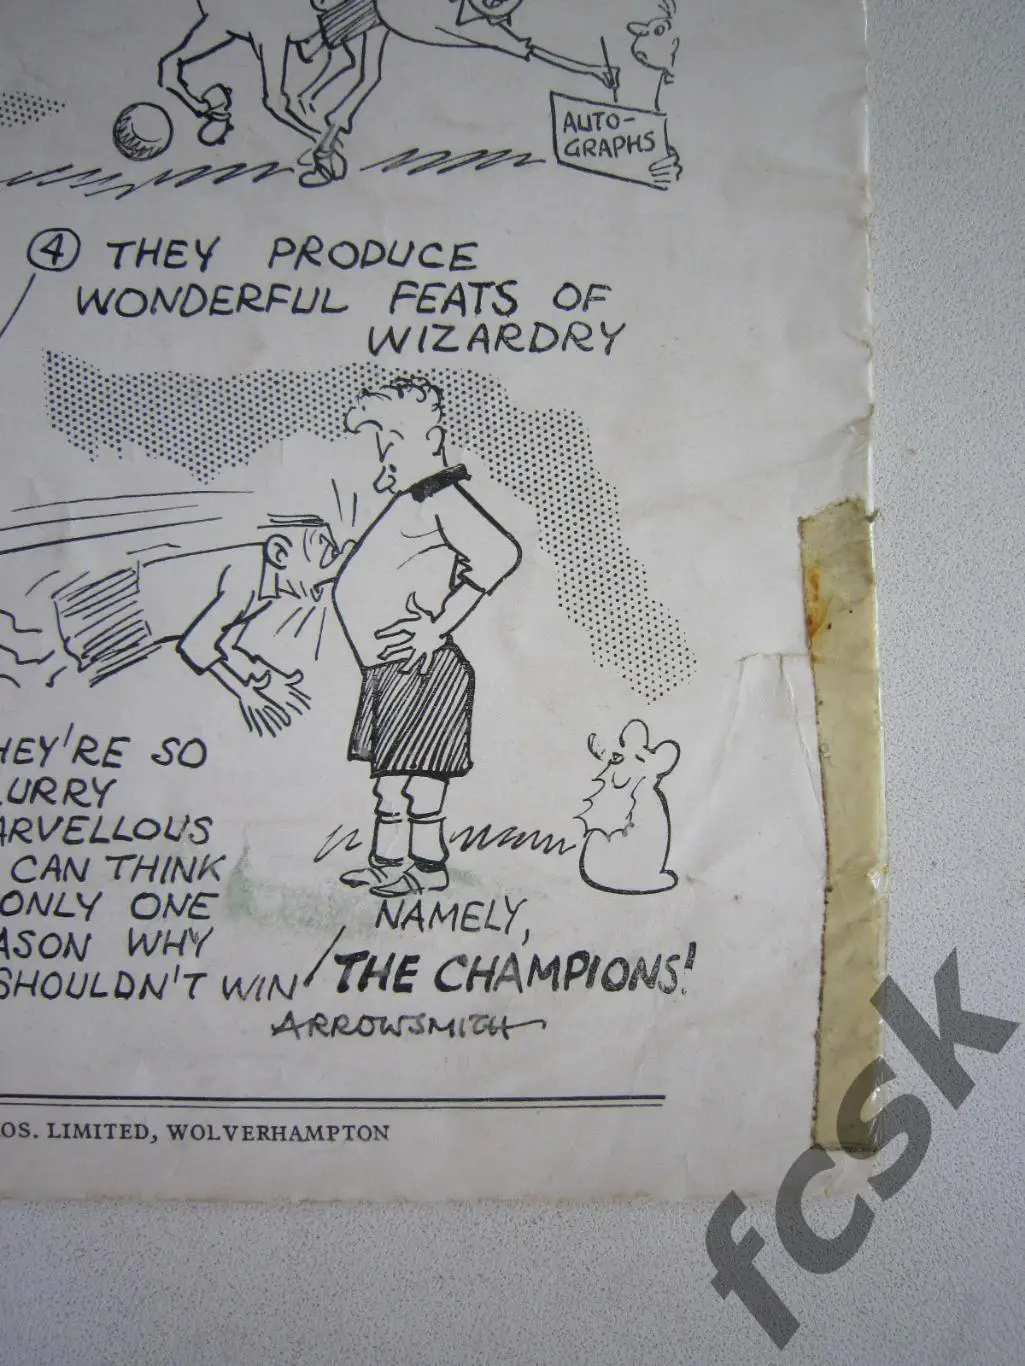 AUTO-
GRAPHS
4 THEY PRODUCE
WONDERFUL FEATS OF
WIZARDRY
HEY'RE SO
LURRY
ARVELLOUS
CAN THINK
ONLY ONE
ASON WHY
SHOULDN'T WIN
NAMELY,
THE CHAMPIONS!
ARROWSMITH
OS. LIMITED, WOLVERHAMPTON
fcsk